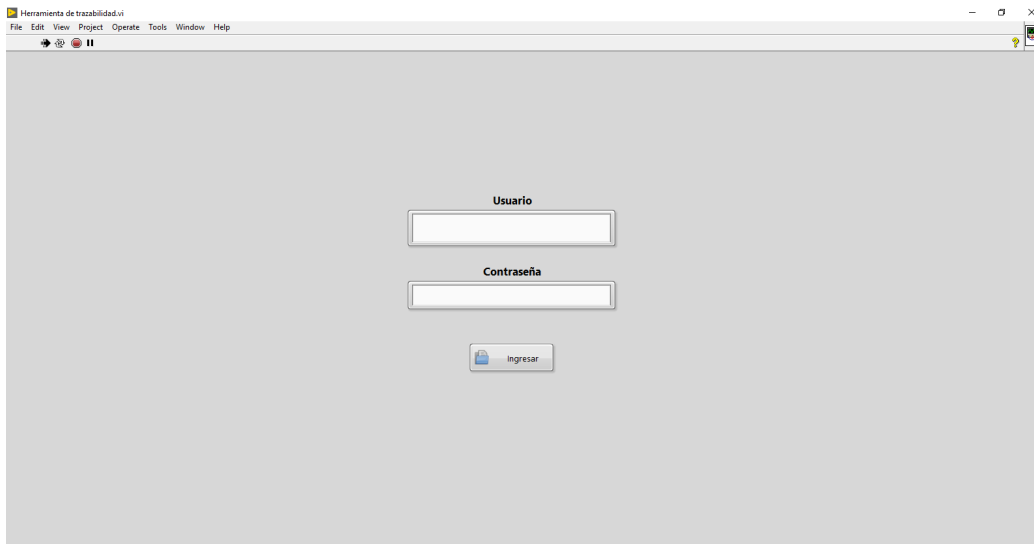 Herramienta de trazabilidad.vi
File Edit View Project Operate Tools Window Help
Usuario
Contraseña
Ingresar